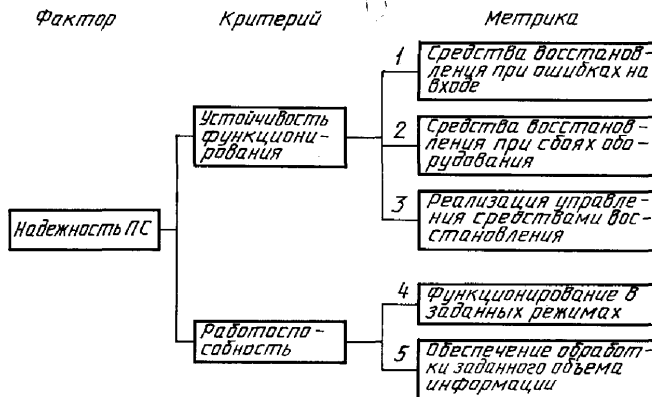 Фактор Критерий Метрика
1 Средства восстанов-
ления при ошибках на
входе
Устойчивость
функциони-
рования
2 Средства восстанов-
ления при сбоях обо-
рудования
3 Реализация управле-
ния средствами вос-
становления
Надежность ПС
4 Функционирование в
заданных режимах
Работоспо-
собность
5 Обеспечение обработ-
ки заданного объема
информации